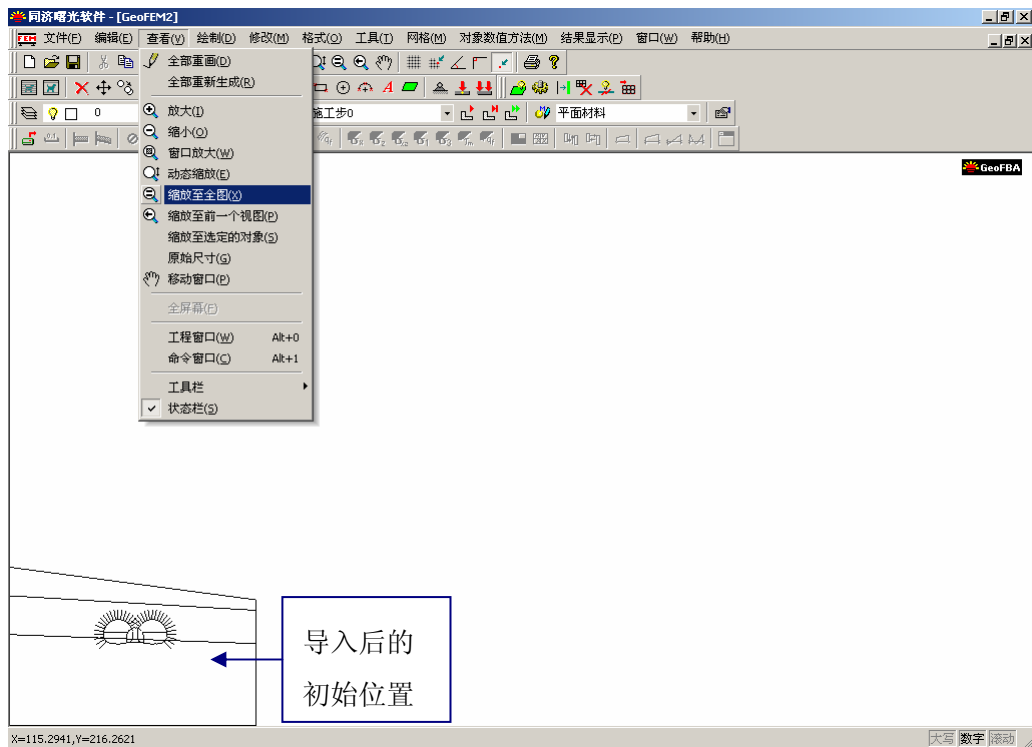 同济曙光软件 - [GeoFEM2]
FEM 文件(F) 编辑(E) 查看(V) 绘制(D) 修改(M) 格式(O) 工具(T) 网格(M) 对象数值方法(M) 结果显示(P) 窗口(W) 帮助(H)
全部重画(D)
全部重新生成(R)
放大(I)
缩小(O)
窗口放大(W)
动态缩放(E)
缩放至全图(X)
缩放至前一个视图(P)
缩放至选定的对象(S)
原始尺寸(G)
移动窗口(P)
全屏幕(F)
工程窗口(W) Alt+0
命令窗口(C) Alt+1
工具栏
状态栏(S)
0
施工步0
平面材料
GeoFBA
导入后的
初始位置
X=115.2941,Y=216.2621
大写 数字 滚动